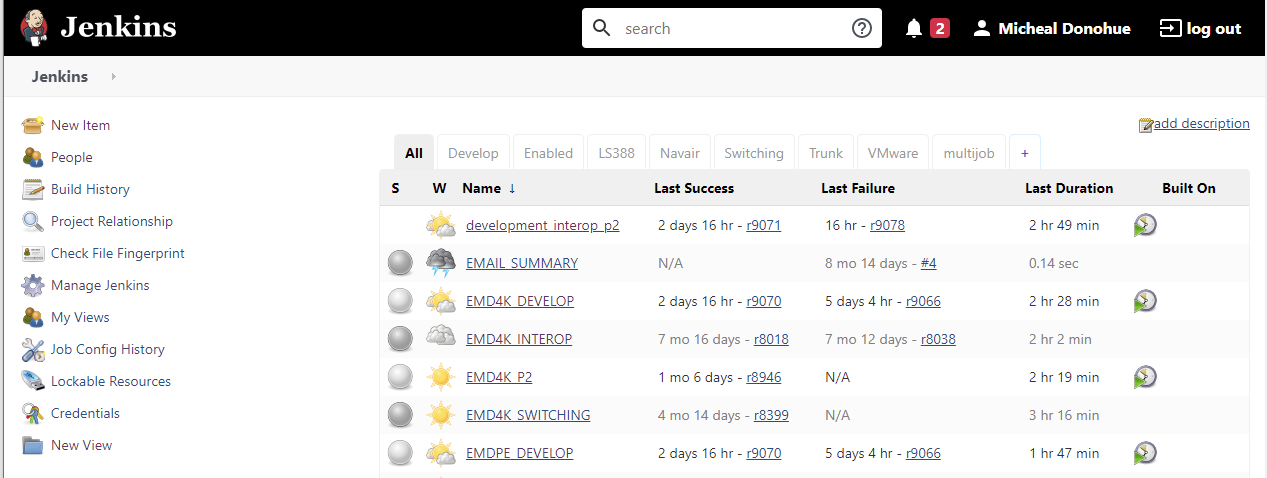 Jenkins search 2 Micheal Donohue log out
Jenkins
add description
New Item
People
Build History
Project Relationship
Check File Fingerprint
Manage Jenkins
My Views
Job Config History
Lockable Resources
Credentials
New View
All Develop Enabled LS388 Navair Switching Trunk VMware multijob +
S W Name ↓ Last Success Last Failure Last Duration Built On
development_interop_p2 2 days 16 hr - r9071 16 hr - r9078 2 hr 49 min
EMAIL_SUMMARY N/A 8 mo 14 days - #4 0.14 sec
EMD4K_DEVELOP 2 days 16 hr - r9070 5 days 4 hr - r9066 2 hr 28 min
EMD4K_INTEROP 7 mo 16 days - r8018 7 mo 12 days - r8038 2 hr 2 min
EMD4K_P2 1 mo 6 days - r8946 N/A 2 hr 19 min
EMD4K_SWITCHING 4 mo 14 days - r8399 N/A 3 hr 16 min
EMDPE_DEVELOP 2 days 16 hr - r9070 5 days 4 hr - r9066 1 hr 47 min